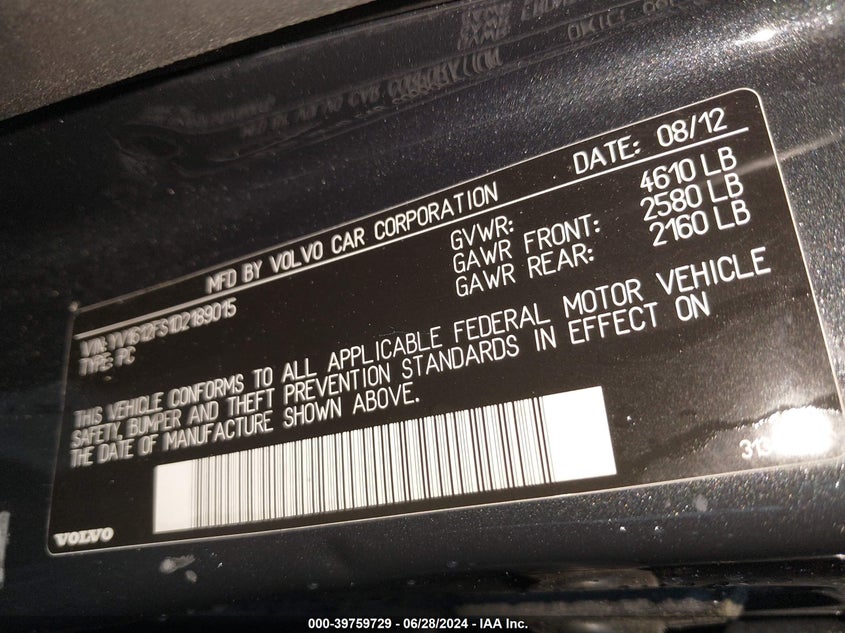 MFD BY VOLVO CAR CORPORATION DATE: 08/12
GVWR: 4610 LB
GAWR FRONT: 2580 LB
GAWR REAR: 2160 LB
VIN: YV1612FS1D2189015
TYPE: PC
THIS VEHICLE CONFORMS TO ALL APPLICABLE FEDERAL MOTOR VEHICLE
SAFETY, BUMPER AND THEFT PREVENTION STANDARDS IN EFFECT ON
THE DATE OF MANUFACTURE SHOWN ABOVE.
VOLVO
000-39759729 - 06/28/2024 - IAA Inc.